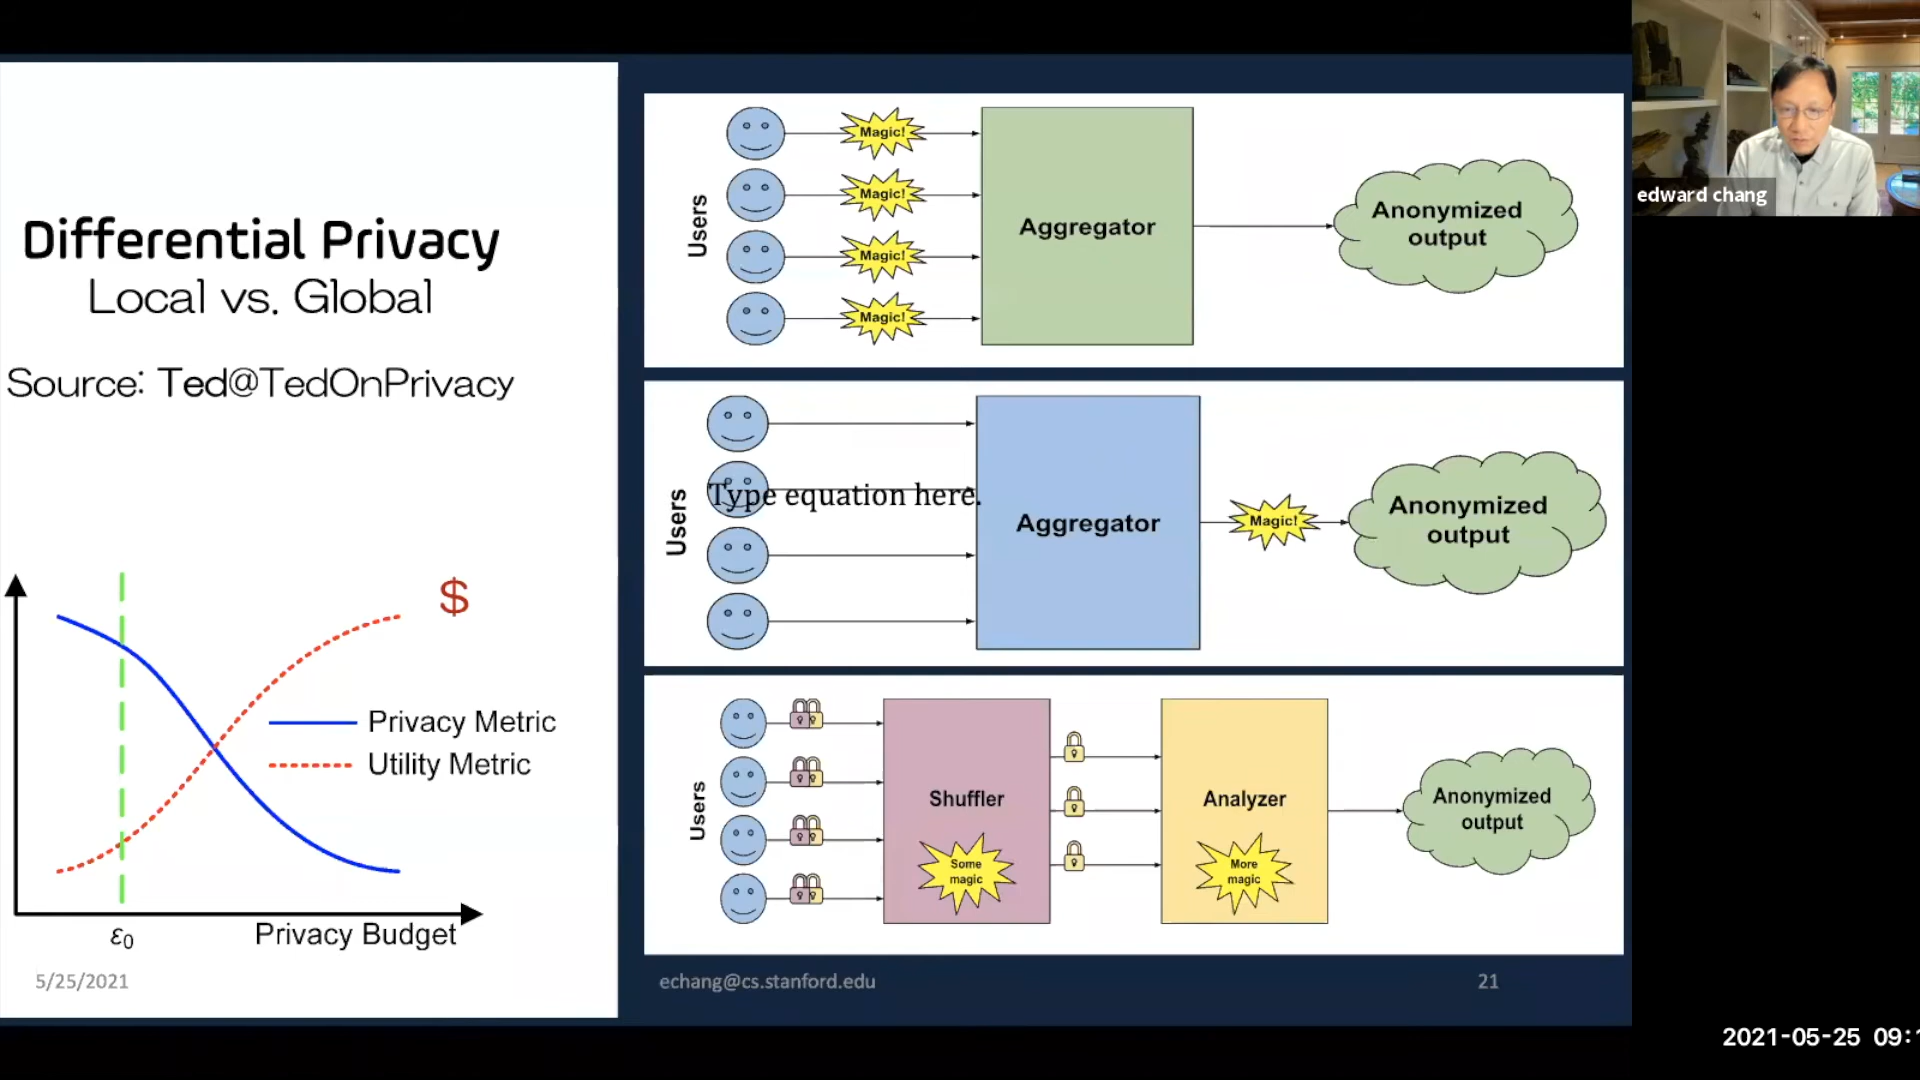 Differential Privacy
Local vs. Global
Source: Ted@TedOnPrivacy
$
Privacy Metric
Utility Metric
ε0
Privacy Budget
5/25/2021
Users
Magic!
Magic!
Magic!
Magic!
Aggregator
Anonymized
output
Users
Type equation here.
Aggregator
Magic!
Anonymized
output
Users
Shuffler
Some
magic
Analyzer
More
magic
Anonymized
output
echang@cs.stanford.edu
21
edward chang
2021-05-25 09:1